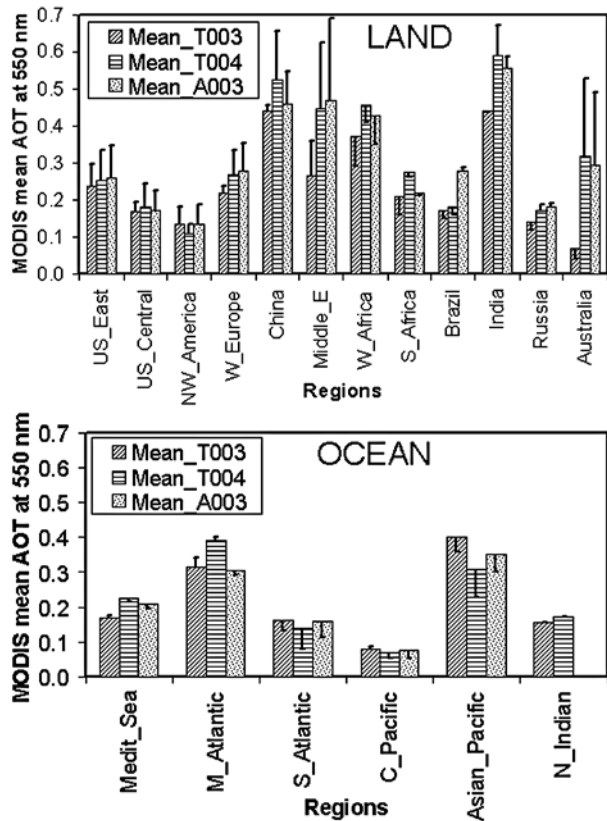 MODIS mean AOT at 550 nm
0.7
0.6
0.5
0.4
0.3
0.2
0.1
0.0
LAND
Mean_T003
Mean_T004
Mean_A003
US_East
US_Central
NW_America
W_Europe
China
Middle_E
W_Africa
S_Africa
Brazil
India
Russia
Australia
Regions
MODIS mean AOT at 550 nm
0.7
0.6
0.5
0.4
0.3
0.2
0.1
0.0
OCEAN
Mean_T003
Mean_T004
Mean_A003
Medit_Sea
M_Atlantic
S_Atlantic
C_Pacific
Asian_Pacific
N_Indian
Regions